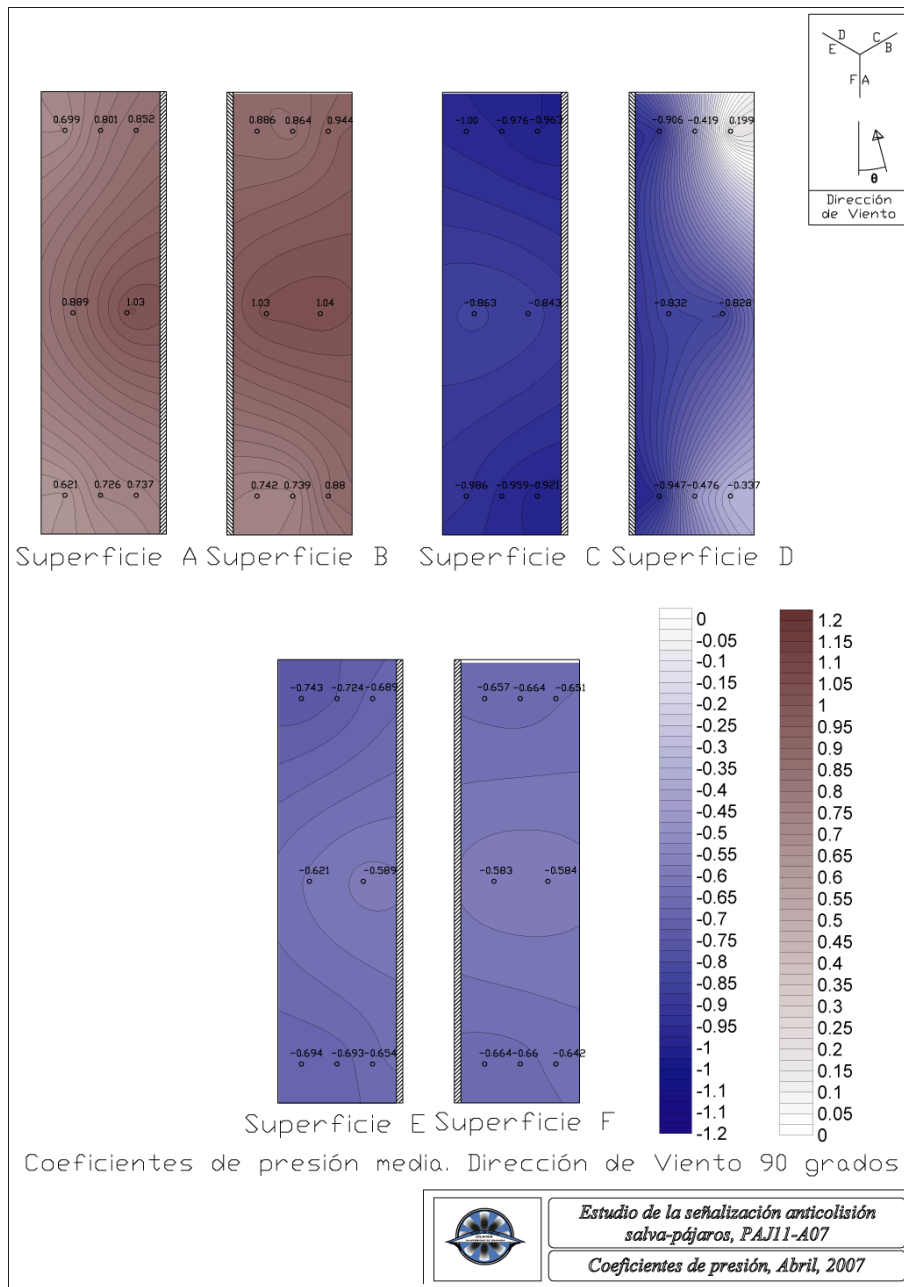 D C
E B
F A
θ
Dirección
de Viento
0.699 0.801 0.852
0.889 1.03
0.621 0.726 0.737
Superficie A
0.886 0.864 0.944
1.03 1.04
0.742 0.739 0.88
Superficie B
-1.00 -0.976 -0.963
-0.863 -0.843
-0.986 -0.959 -0.921
Superficie C
-0.906 -0.419 0.199
-0.832 -0.828
-0.947 -0.476 -0.337
Superficie D
-0.743 -0.724 -0.689
-0.621 -0.589
-0.694 -0.693 -0.654
Superficie E
-0.657 -0.664 -0.651
-0.583 -0.584
-0.664 -0.66 -0.642
Superficie F
0
-0.05
-0.1
-0.15
-0.2
-0.25
-0.3
-0.35
-0.4
-0.45
-0.5
-0.55
-0.6
-0.65
-0.7
-0.75
-0.8
-0.85
-0.9
-0.95
-1
-1
-1.1
-1.1
-1.2
1.2
1.15
1.1
1.05
1
0.95
0.9
0.85
0.8
0.75
0.7
0.65
0.6
0.55
0.5
0.45
0.4
0.35
0.3
0.25
0.2
0.15
0.1
0.05
0
Coeficientes de presión media. Dirección de Viento 90 grados
Estudio de la señalización anticolisión
salva-pájaros, PAJ11-A07
Coeficientes de presión, Abril, 2007